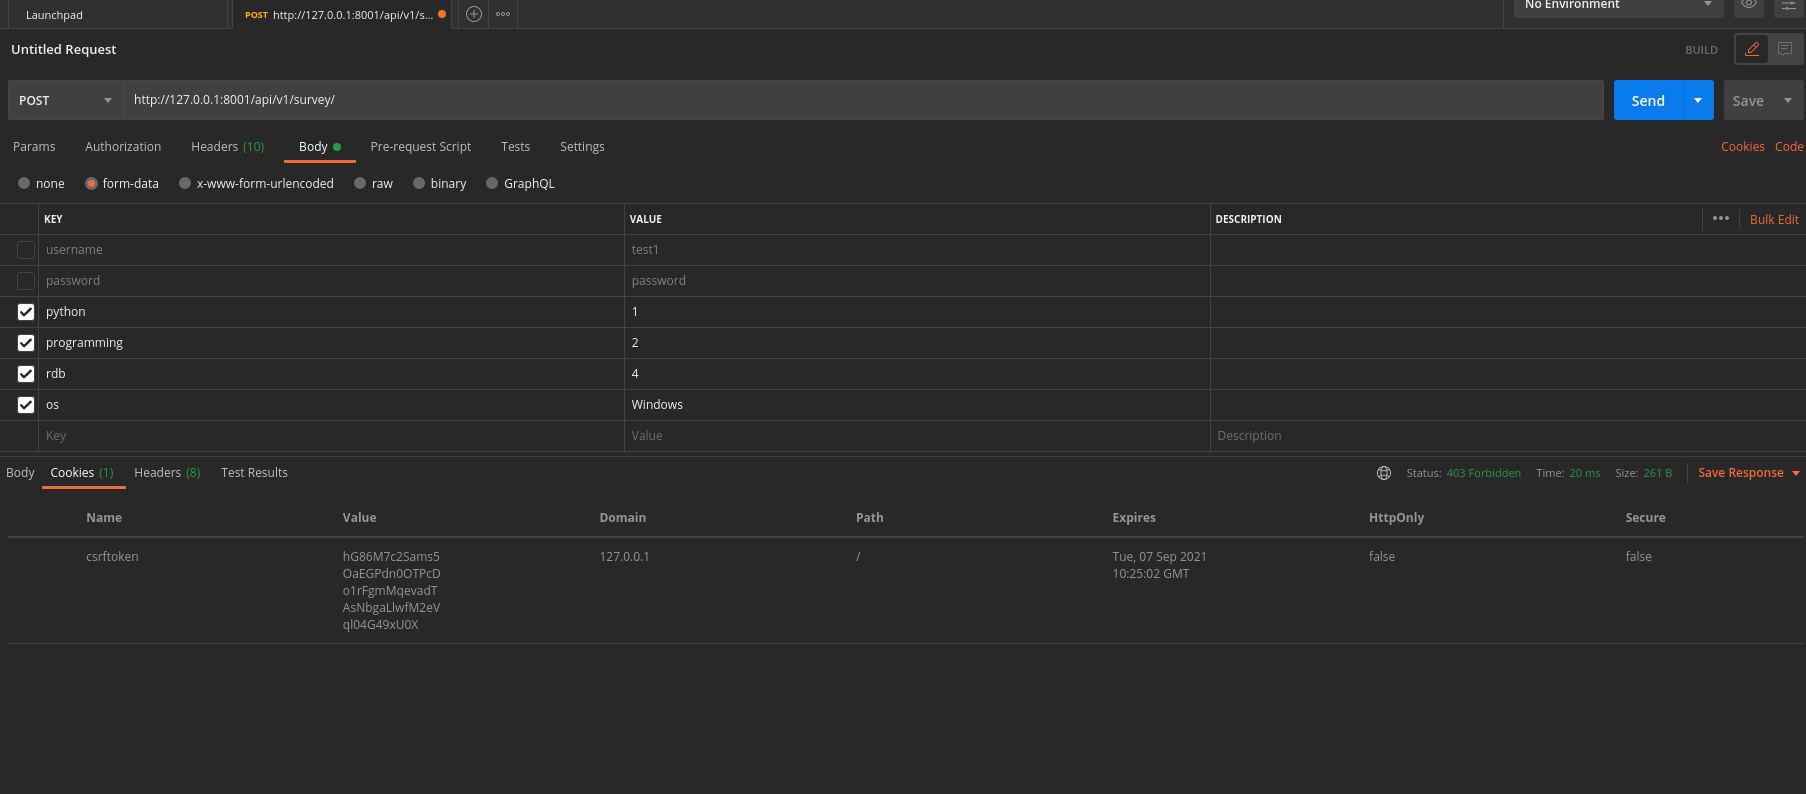 Launchpad
POST http://127.0.0.1:8001/api/v1/s...
No Environment
Untitled Request
BUILD
POST
http://127.0.0.1:8001/api/v1/survey/
Send
Save
Params Authorization Headers (10) Body Pre-request Script Tests Settings
Cookies Code
none form-data x-www-form-urlencoded raw binary GraphQL
KEY VALUE DESCRIPTION
Bulk Edit
username test1
password password
python 1
programming 2
rdb 4
os Windows
Key Value Description
Body Cookies (1) Headers (8) Test Results
Status: 403 Forbidden Time: 20 ms Size: 261 B Save Response
Name Value Domain Path Expires HttpOnly Secure
csrftoken hG86M7c2Sams5 127.0.0.1 / Tue, 07 Sep 2021 false false
OaEGPdn0OTPcD 10:25:02 GMT
o1rFgmMqevadT
AsNbgaLlwfM2eV
ql04G49xU0X